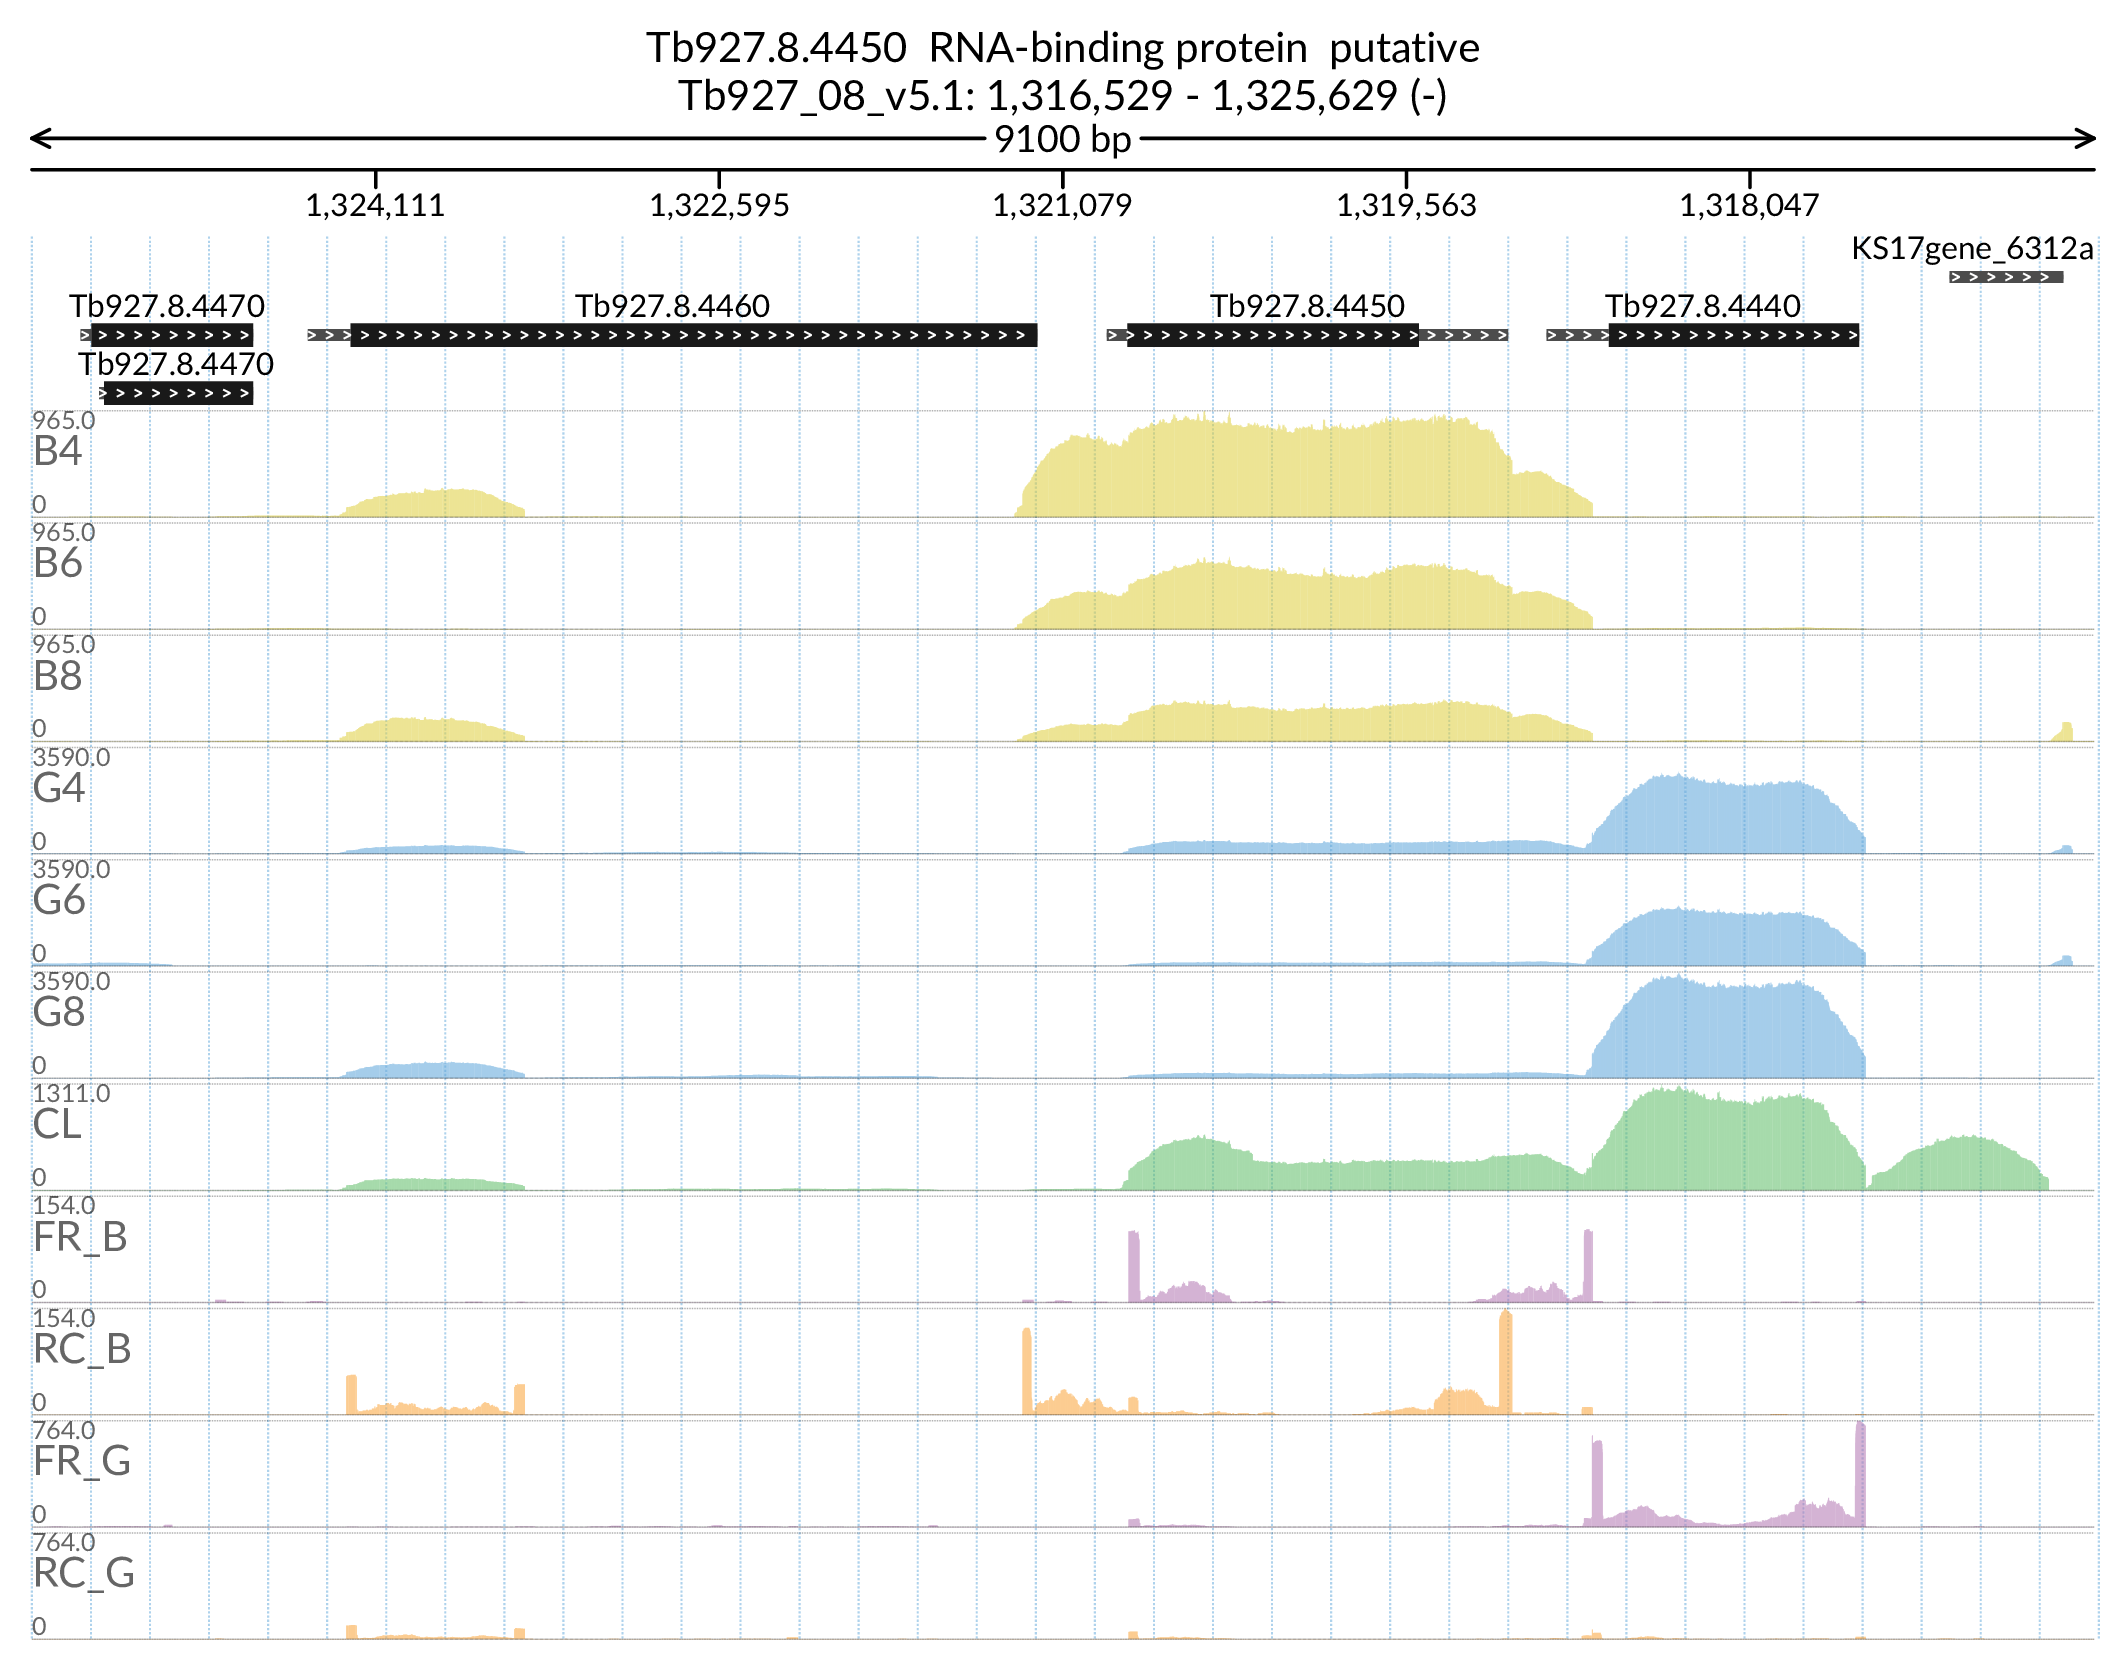 Tb927.8.4450  RNA-binding protein  putative
Tb927_08_v5.1: 1,316,529 - 1,325,629 (-)
9100 bp
1,324,111 1,322,595 1,321,079 1,319,563 1,318,047
KS17gene_6312a
Tb927.8.4470 Tb927.8.4460 Tb927.8.4450 Tb927.8.4440
Tb927.8.4470
965.0
B4
0
965.0
B6
0
965.0
B8
0
3590.0
G4
0
3590.0
G6
0
3590.0
G8
0
1311.0
CL
0
154.0
FR_B
0
154.0
RC_B
0
764.0
FR_G
0
764.0
RC_G
0